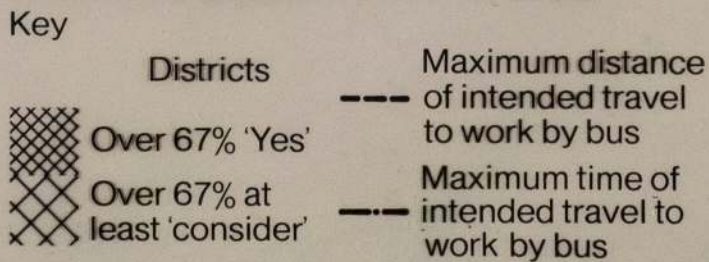 Key
Districts
Over 67% 'Yes'
Over 67% at
least 'consider'
Maximum distance
of intended travel
to work by bus
Maximum time of
intended travel to
work by bus